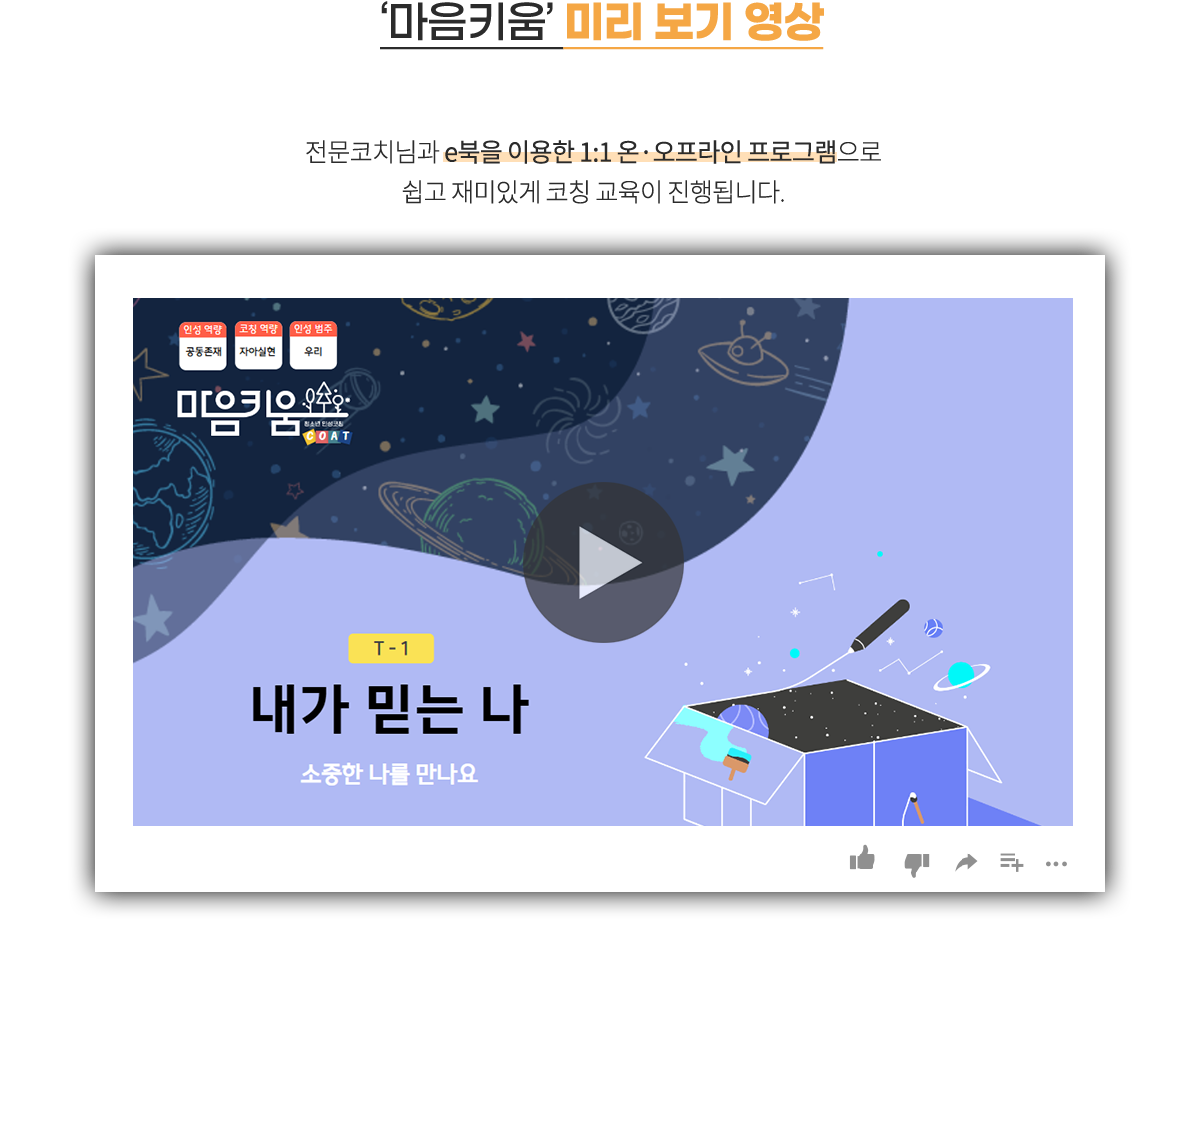 ‘마음키움’ 미리 보기 영상
전문코치님과 e북을 이용한 1:1 온·오프라인 프로그램으로
쉽고 재미있게 코칭 교육이 진행됩니다.
인성 역량
공동존재
코칭 역량
자아실현
인성 범주
우리
마음키움
청소년 인성코칭
COAT
T-1
내가 믿는 나
소중한 나를 만나요